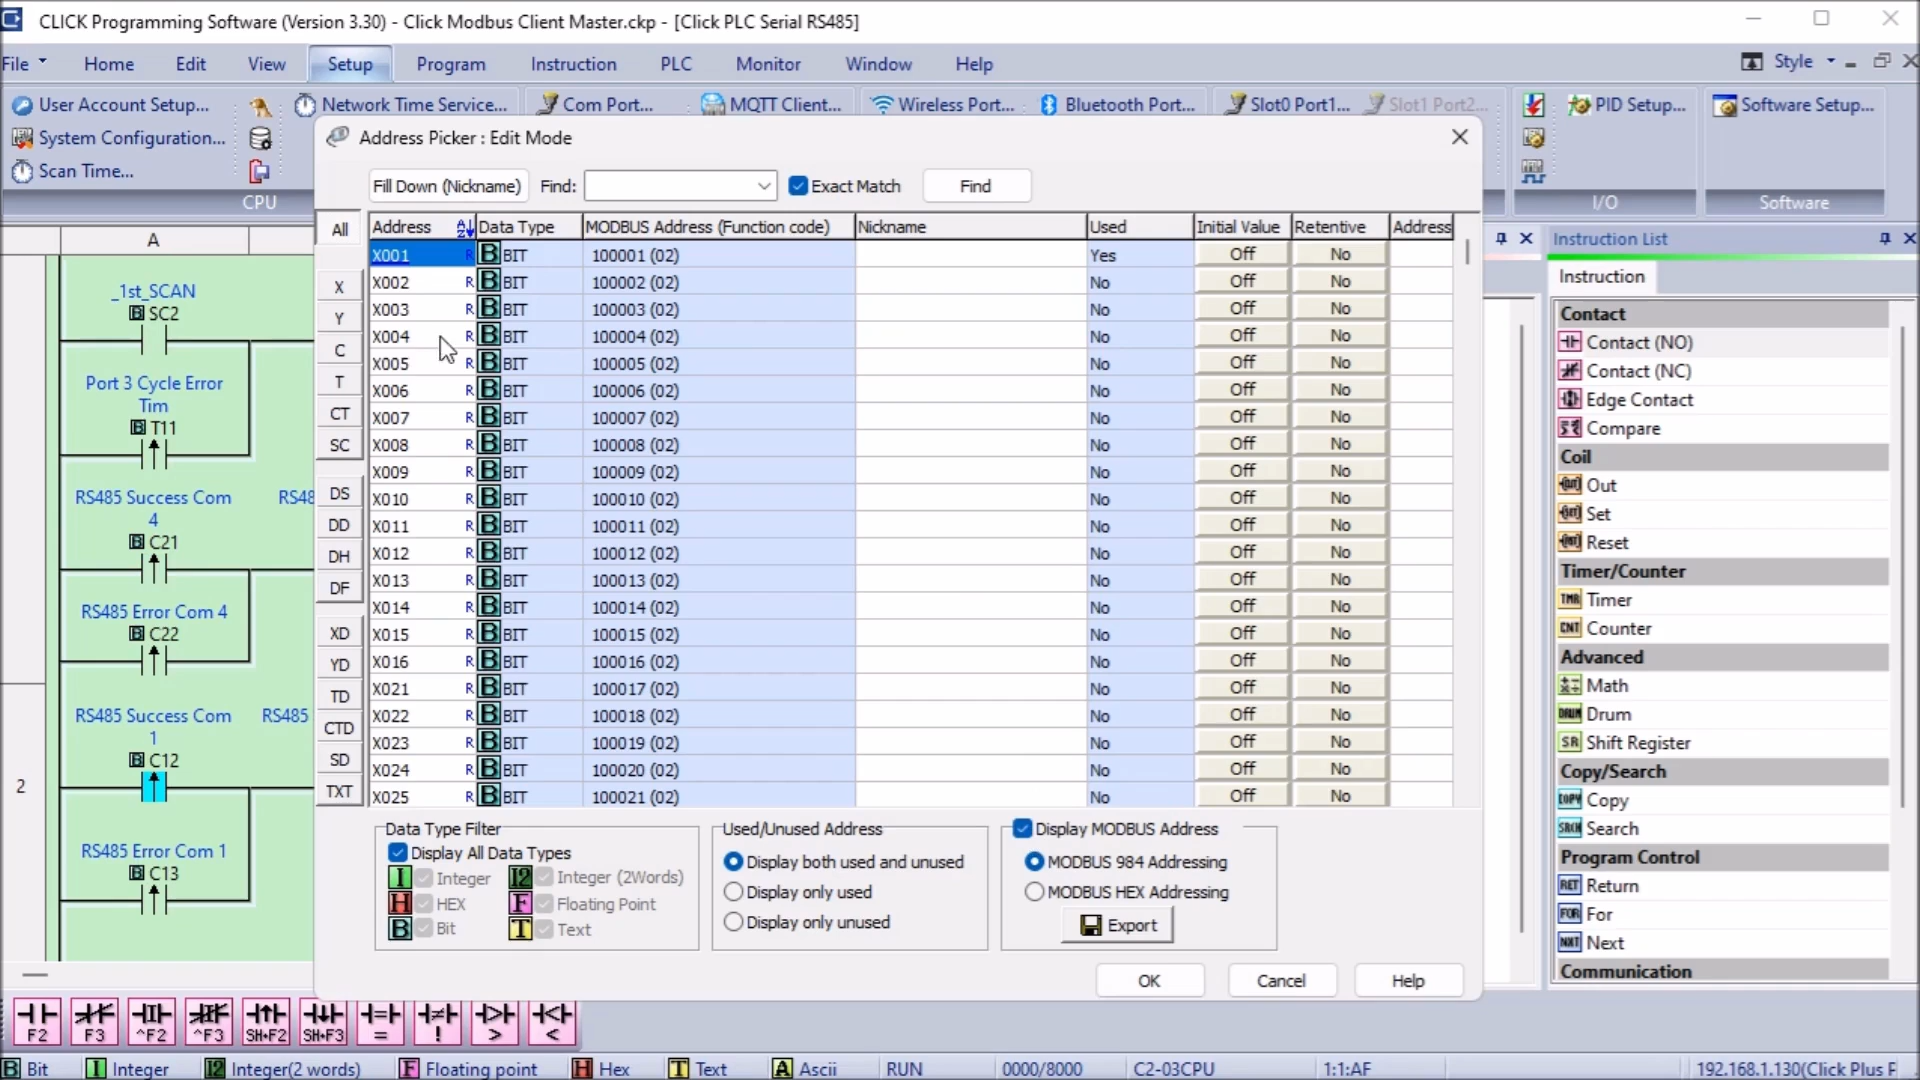 CLICK Programming Software (Version 3.30) - Click Modbus Client Master.ckp - [Click PLC Serial RS485]
File Home Edit View Setup Program Instruction PLC Monitor Window Help Style
User Account Setup... Network Time Service... Com Port... MQTT Client... Wireless Port... Bluetooth Port... Slot0 Port1... Slot1 Port2... PID Setup... Software Setup...
System Configuration...
Scan Time...
CPU I/O Software
Address Picker : Edit Mode
Fill Down (Nickname) Find: Exact Match Find
All Address Data Type MODBUS Address (Function code) Nickname Used Initial Value Retentive Address
X001 R B BIT 100001 (02) Yes Off No
X002 R B BIT 100002 (02) No Off No
X003 R B BIT 100003 (02) No Off No
X004 R B BIT 100004 (02) No Off No
X005 R B BIT 100005 (02) No Off No
X006 R B BIT 100006 (02) No Off No
X007 R B BIT 100007 (02) No Off No
X008 R B BIT 100008 (02) No Off No
X009 R B BIT 100009 (02) No Off No
X010 R B BIT 100010 (02) No Off No
X011 R B BIT 100011 (02) No Off No
X012 R B BIT 100012 (02) No Off No
X013 R B BIT 100013 (02) No Off No
X014 R B BIT 100014 (02) No Off No
X015 R B BIT 100015 (02) No Off No
X016 R B BIT 100016 (02) No Off No
X021 R B BIT 100017 (02) No Off No
X022 R B BIT 100018 (02) No Off No
X023 R B BIT 100019 (02) No Off No
X024 R B BIT 100020 (02) No Off No
X025 R B BIT 100021 (02) No Off No
X
Y
C
T
CT
SC
DS
DD
DH
DF
XD
YD
TD
CTD
SD
TXT
Data Type Filter
Display All Data Types
I Integer I2 Integer (2Words)
H HEX F Floating Point
B Bit T Text
Used/Unused Address
Display both used and unused
Display only used
Display only unused
Display MODBUS Address
MODBUS 984 Addressing
MODBUS HEX Addressing
Export
OK Cancel Help
A
_1st_SCAN
B SC2
Port 3 Cycle Error
Tim
B T11
RS485 Success Com RS48
4
B C21
RS485 Error Com 4
B C22
RS485 Success Com RS485
1
B C12
2
RS485 Error Com 1
B C13
Instruction List
Instruction
Contact
Contact (NO)
Contact (NC)
Edge Contact
Compare
Coil
Out
Set
Reset
Timer/Counter
TMR Timer
CNT Counter
Advanced
Math
DRUM Drum
SR Shift Register
Copy/Search
COPY Copy
SRCH Search
Program Control
RET Return
FOR For
NXT Next
Communication
F2 F3 ^F2 ^F3 SH+F2 SH+F3 = ! > <
B Bit I Integer I2 Integer(2 words) F Floating point H Hex T Text A Ascii RUN 0000/8000 C2-03CPU 1:1:AF 192.168.1.130(Click Plus P